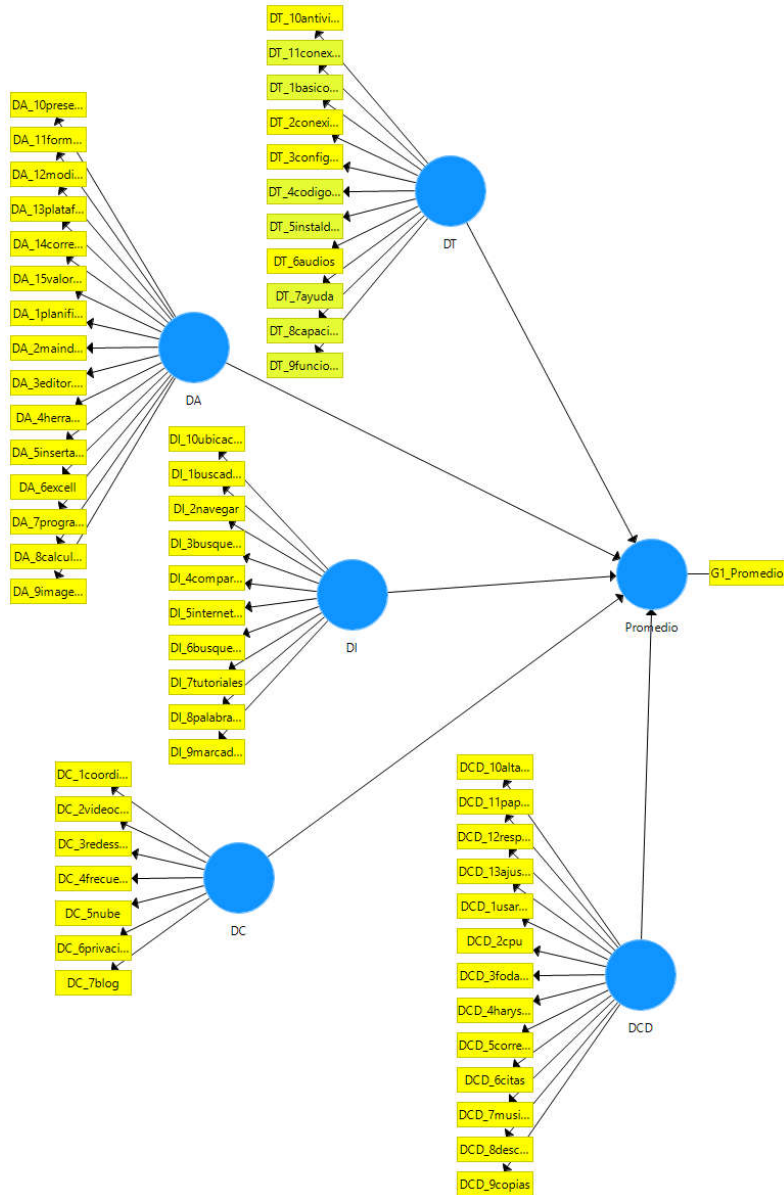 DT_10antivi...
DT_11conex...
DT_1basico...
DT_2conexi...
DT_3config...
DT_4codigo...
DT_5instald...
DT_6audios
DT_7ayuda
DT_8capaci...
DT_9funcio...
DT
DA_10prese...
DA_11form...
DA_12modi...
DA_13plataf...
DA_14corre...
DA_15valor...
DA_1planifi...
DA_2maind...
DA_3editor....
DA_4herra...
DA_5inserta...
DA_6excell
DA_7progra...
DA_8calcul...
DA_9image...
DA
DI_10ubicac...
DI_1buscad...
DI_2navegar
DI_3busque...
DI_4compar...
DI_5internet...
DI_6busque...
DI_7tutoriales
DI_8palabra...
DI_9marcad...
DI
G1_Promedio
Promedio
DC_1coordi...
DC_2videoc...
DC_3redess...
DC_4frecue...
DC_5nube
DC_6privaci...
DC_7blog
DC
DCD_10alta...
DCD_11pap...
DCD_12resp...
DCD_13ajus...
DCD_1usar...
DCD_2cpu
DCD_3foda...
DCD_4harys...
DCD_5corre...
DCD_6citas
DCD_7musi...
DCD_8desc...
DCD_9copias
DCD